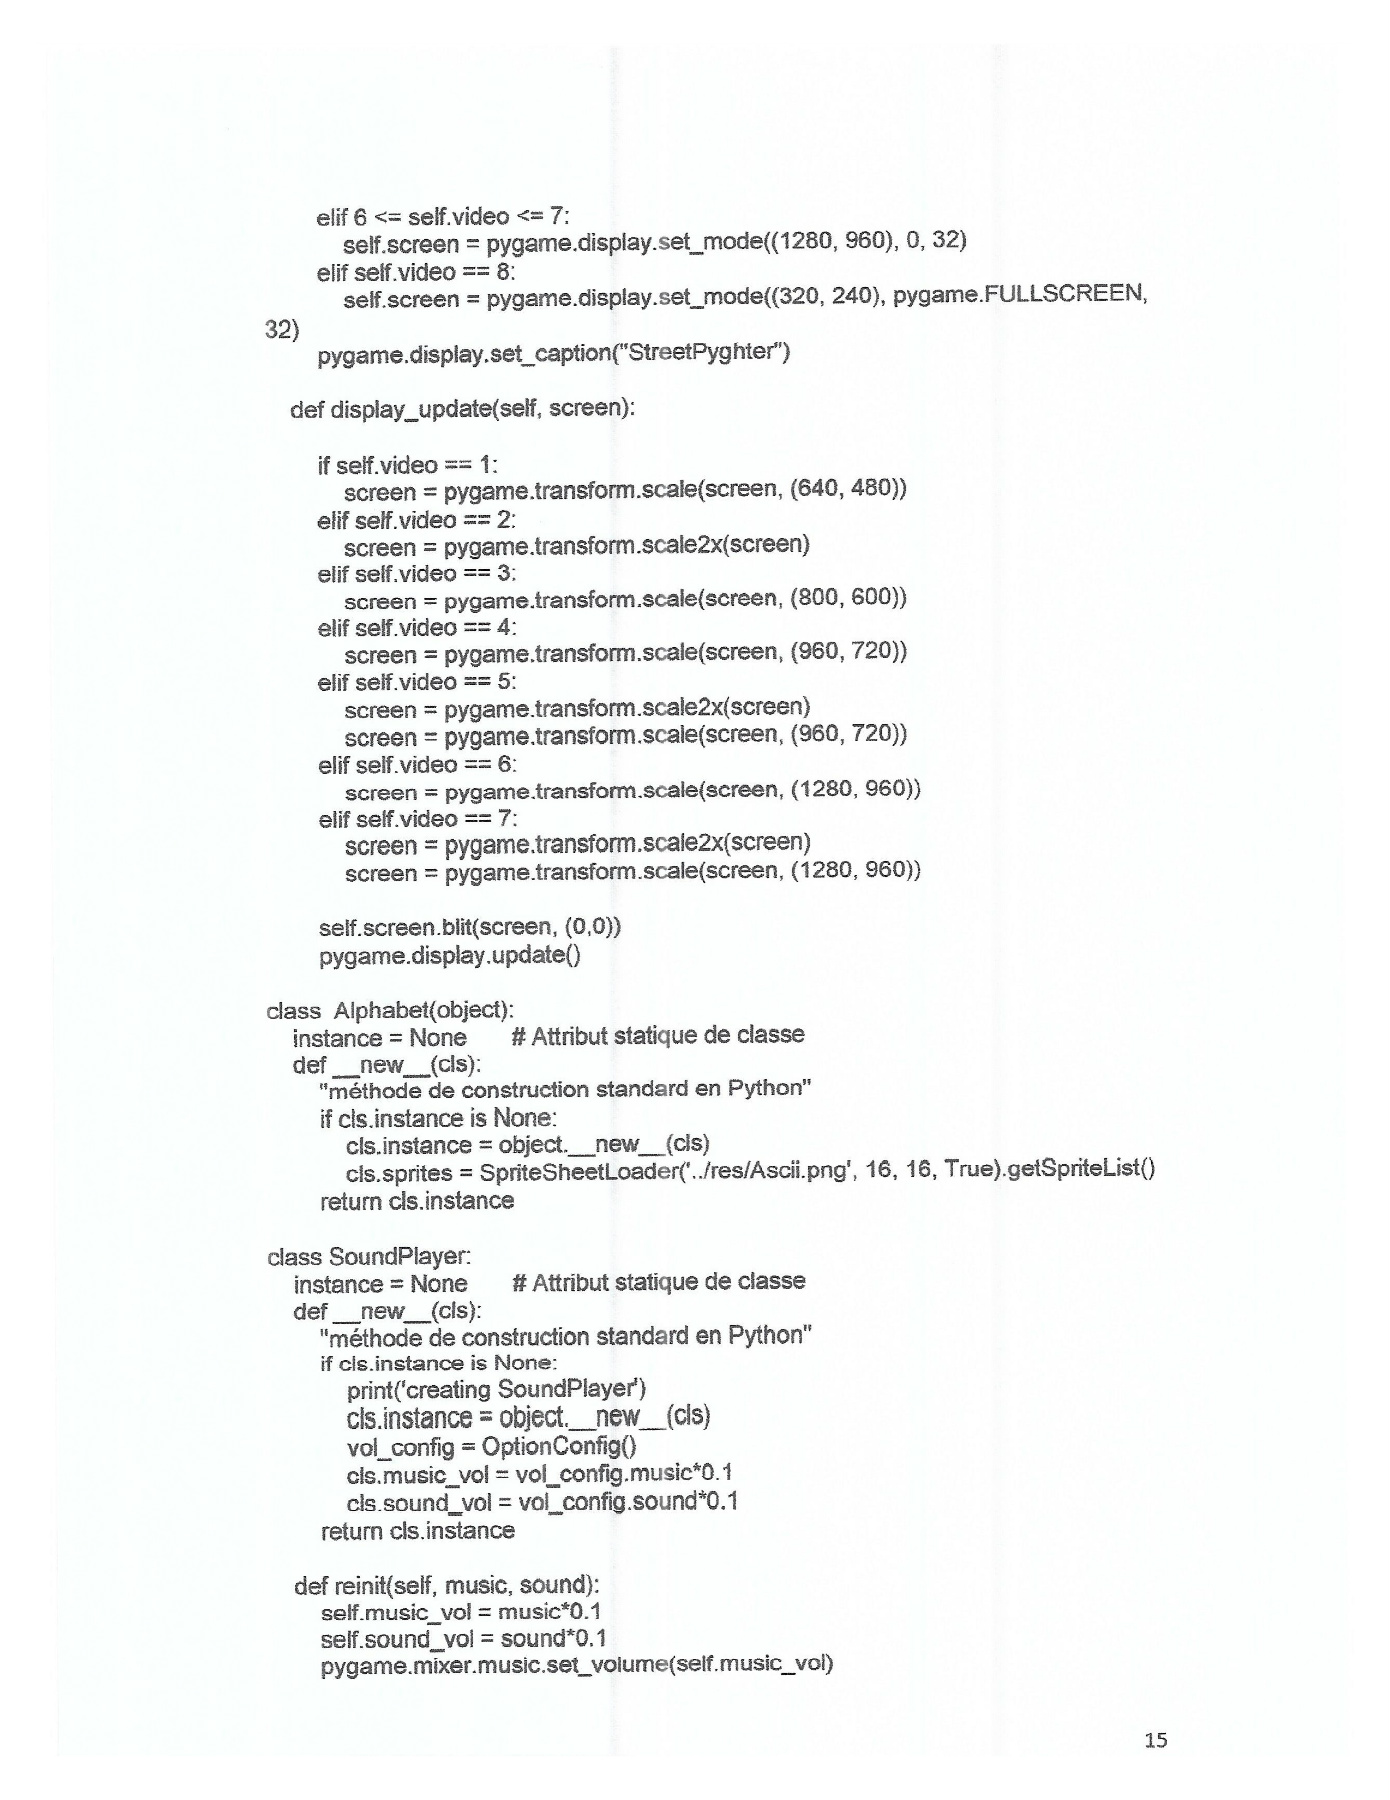 elif 6 <= self.video <= 7:
self.screen = pygame.display.set_mode((1280, 960), 0, 32)
elif self.video == 8:
self.screen = pygame.display.set_mode((320, 240), pygame.FULLSCREEN,
32)
pygame.display.set_caption("StreetPyghter")
def display_update(self, screen):
if self.video == 1:
screen = pygame.transform.scale(screen, (640, 480))
elif self.video == 2:
screen = pygame.transform.scale2x(screen)
elif self.video == 3:
screen = pygame.transform.scale(screen, (800, 600))
elif self.video == 4:
screen = pygame.transform.scale(screen, (960, 720))
elif self.video == 5:
screen = pygame.transform.scale2x(screen)
screen = pygame.transform.scale(screen, (960, 720))
elif self.video == 6:
screen = pygame.transform.scale(screen, (1280, 960))
elif self.video == 7:
screen = pygame.transform.scale2x(screen)
screen = pygame.transform.scale(screen, (1280, 960))
self.screen.blit(screen, (0,0))
pygame.display.update()
class Alphabet(object):
instance = None # Attribut statique de classe
def __new__(cls):
"méthode de construction standard en Python"
if cls.instance is None:
cls.instance = object.__new__(cls)
cls.sprites = SpriteSheetLoader('../res/Ascii.png', 16, 16, True).getSpriteList()
return cls.instance
class SoundPlayer:
instance = None # Attribut statique de classe
def __new__(cls):
"méthode de construction standard en Python"
if cls.instance is None:
print('creating SoundPlayer')
cls.instance = object.__new__(cls)
vol_config = OptionConfig()
cls.music_vol = vol_config.music*0.1
cls.sound_vol = vol_config.sound*0.1
return cls.instance
def reinit(self, music, sound):
self.music_vol = music*0.1
self.sound_vol = sound*0.1
pygame.mixer.music.set_volume(self.music_vol)
15